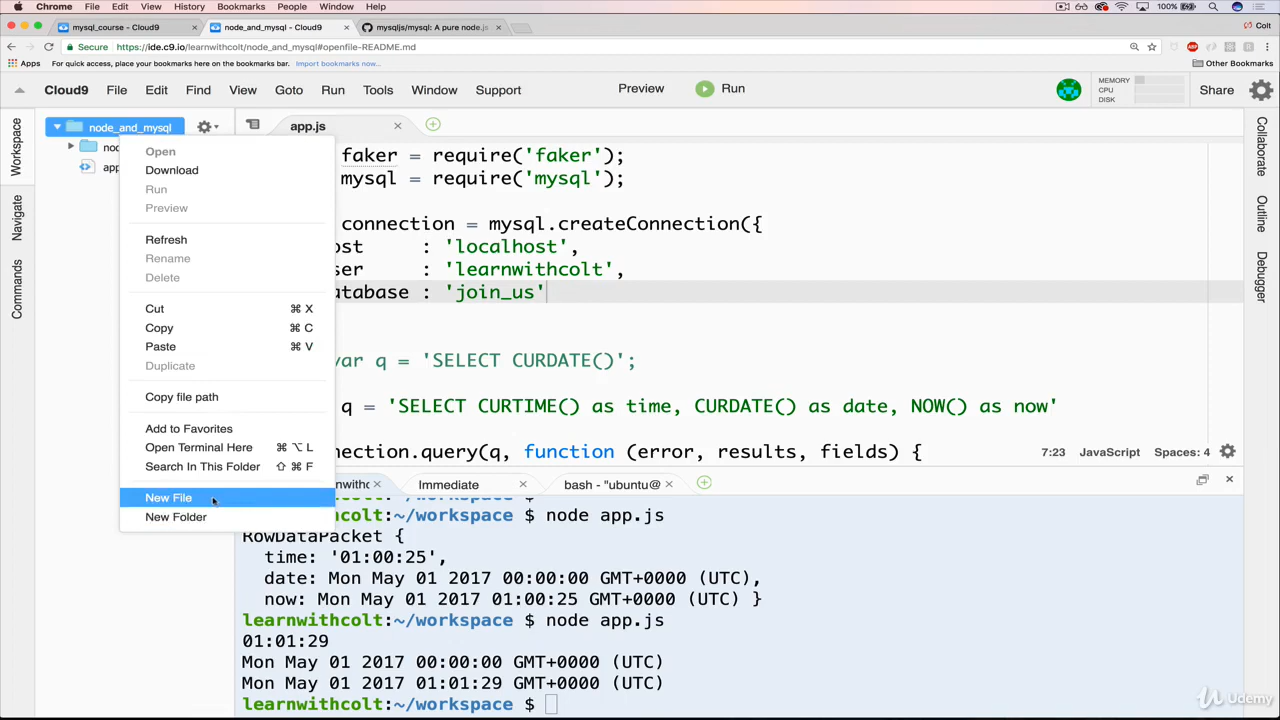 Chrome File Edit View History Bookmarks People Window Help 100%
mysql_course - Cloud9 × node_and_mysql - Cloud9 × mysqljs/mysql: A pure node.js × Colt
Secure https://ide.c9.io/learnwithcolt/node_and_mysql#openfile-README.md
Apps For quick access, place your bookmarks here on the bookmarks bar. Import bookmarks now... Other Bookmarks
Cloud9 File Edit Find View Goto Run Tools Window Support Preview Run MEMORY CPU DISK Share
Workspace
Navigate
Commands
node_and_mysql
nod
app
Open
Download
Run
Preview
Refresh
Rename
Delete
Cut ⌘ X
Copy ⌘ C
Paste ⌘ V
Duplicate
Copy file path
Add to Favorites
Open Terminal Here ⌘ ⌥ L
Search In This Folder ⇧ ⌘ F
New File
New Folder
app.js ×
faker = require('faker');
mysql = require('mysql');
connection = mysql.createConnection({
ost : 'localhost',
ser : 'learnwithcolt',
atabase : 'join_us'
var q = 'SELECT CURDATE()';
q = 'SELECT CURTIME() as time, CURDATE() as date, NOW() as now'
nection.query(q, function (error, results, fields) {
7:23 JavaScript Spaces: 4
Collaborate
Outline
Debugger
nwithc × Immediate × bash - "ubuntu@ ×
$ node app.js
RowDataPacket {
time: '01:00:25',
date: Mon May 01 2017 00:00:00 GMT+0000 (UTC),
now: Mon May 01 2017 01:00:25 GMT+0000 (UTC) }
learnwithcolt:~/workspace $ node app.js
01:01:29
Mon May 01 2017 00:00:00 GMT+0000 (UTC)
Mon May 01 2017 01:01:29 GMT+0000 (UTC)
learnwithcolt:~/workspace $
Udemy